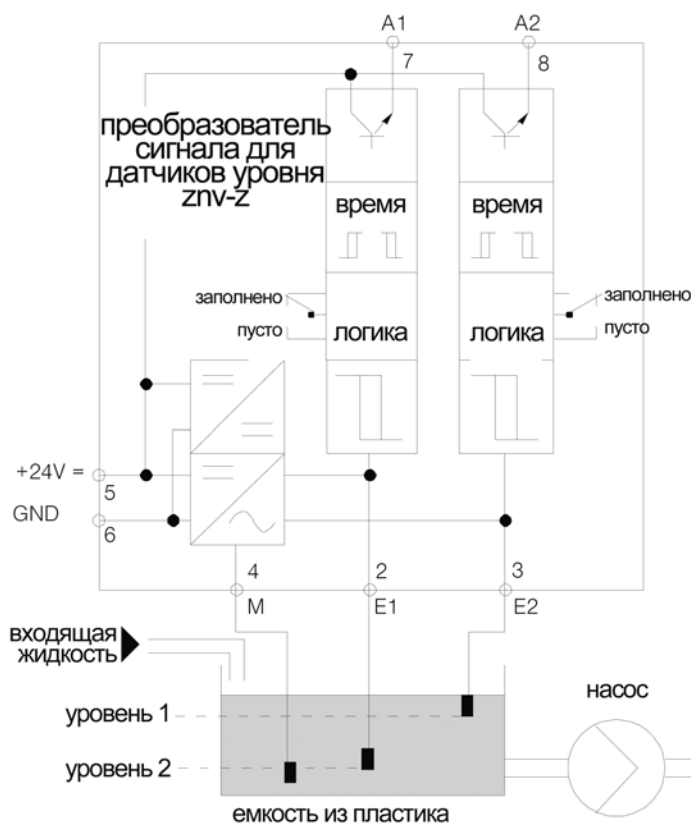 A1
A2
7
8
преобразователь
сигнала для
датчиков уровня
znv-z
время
время
заполнено
заполнено
пусто
пусто
логика
логика
+24V =
5
GND
6
4
2
3
M
E1
E2
входящая
жидкость
насос
уровень 1
уровень 2
емкость из пластика